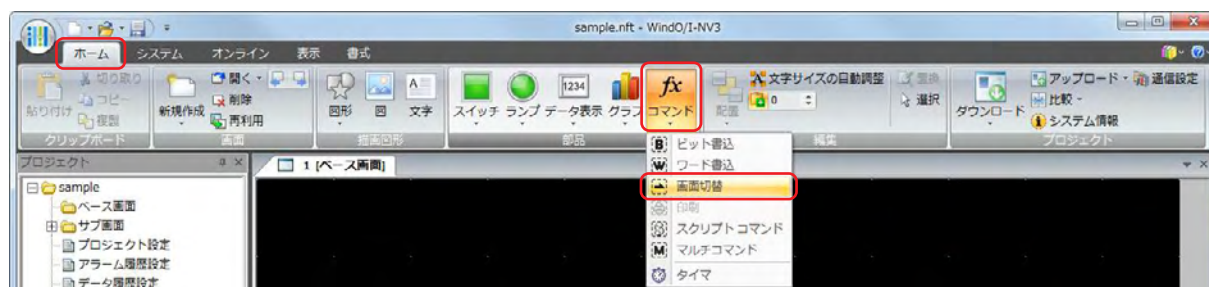 sample.nft - WindO/I-NV3
ホーム システム オンライン 表示 書式
貼り付け 切り取り コピー 複製
新規作成 開く 削除 再利用
図形 図 文字
スイッチ ランプ 1234 データ表示 グラフ fx コマンド
配置 文字サイズの自動調整 0 置換 選択
ダウンロード アップロード 比較 システム情報 通信設定
クリップボード 画面 描画図形 部品 編集 プロジェクト
プロジェクト
1 [ベース画面]
sample
ベース画面
サブ画面
プロジェクト設定
アラーム履歴設定
データ履歴設定
B ビット書込
W ワード書込
画面切替
印刷
スクリプトコマンド
M マルチコマンド
タイマ